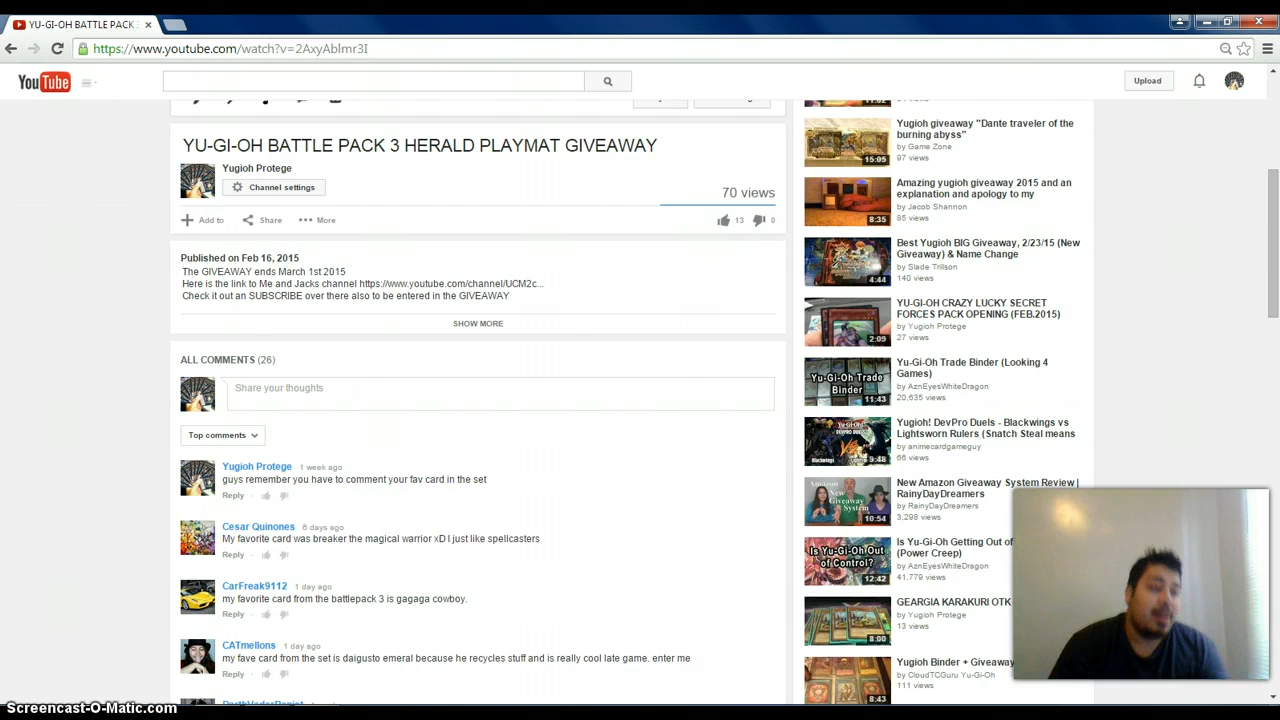 YU-GI-OH BATTLE PACK 3
https://www.youtube.com/watch?v=2AxyAblmr3I
YouTube
Upload
YU-GI-OH BATTLE PACK 3 HERALD PLAYMAT GIVEAWAY
Yugioh Protege
Channel settings
70 views
Add to
Share
More
13
0
Published on Feb 16, 2015
The GIVEAWAY ends March 1st 2015
Here is the link to Me and Jacks channel https://www.youtube.com/channel/UCM2c...
Check it out an SUBSCRIBE over there also to be entered in the GIVEAWAY
SHOW MORE
ALL COMMENTS (26)
Share your thoughts
Top comments
Yugioh Protege 1 week ago
guys remember you have to comment your fav card in the set
Reply
Cesar Quinones 6 days ago
My favorite card was breaker the magical warrior xD I just like spellcasters
Reply
CarFreak9112 1 day ago
my favorite card from the battlepack 3 is gagaga cowboy.
Reply
CATmellons 1 day ago
my fave card from the set is daigusto emeral because he recycles stuff and is really cool late game. enter me
Reply
Yugioh giveaway "Dante traveler of the
burning abyss"
by Game Zone
97 views
15:05
Amazing yugioh giveaway 2015 and an
explanation and apology to my
by Jacob Shannon
85 views
8:35
Best Yugioh BIG Giveaway, 2/23/15 (New
Giveaway) & Name Change
by Slade Trillson
140 views
4:44
YU-GI-OH CRAZY LUCKY SECRET
FORCES PACK OPENING (FEB.2015)
by Yugioh Protege
27 views
2:09
Yu-Gi-Oh Trade Binder (Looking 4
Games)
by AznEyesWhiteDragon
20,635 views
Yu-Gi-Oh Trade
Binder
11:43
Yugioh! DevPro Duels - Blackwings vs
Lightsworn Rulers (Snatch Steal means
by animecardgameguy
66 views
9:48
New Amazon Giveaway System Review |
RainyDayDreamers
by RainyDayDreamers
3,298 views
Amazon
New
Giveaway
System
10:54
Is Yu-Gi-Oh Getting Out of
(Power Creep)
by AznEyesWhiteDragon
41,779 views
Is Yu-Gi-Oh Out
of Control?
12:42
GEARGIA KARAKURI OTK
by Yugioh Protege
13 views
8:00
Yugioh Binder + Giveaway
by CloudTCGuru Yu-Gi-Oh
111 views
8:43
Screencast-O-Matic.com